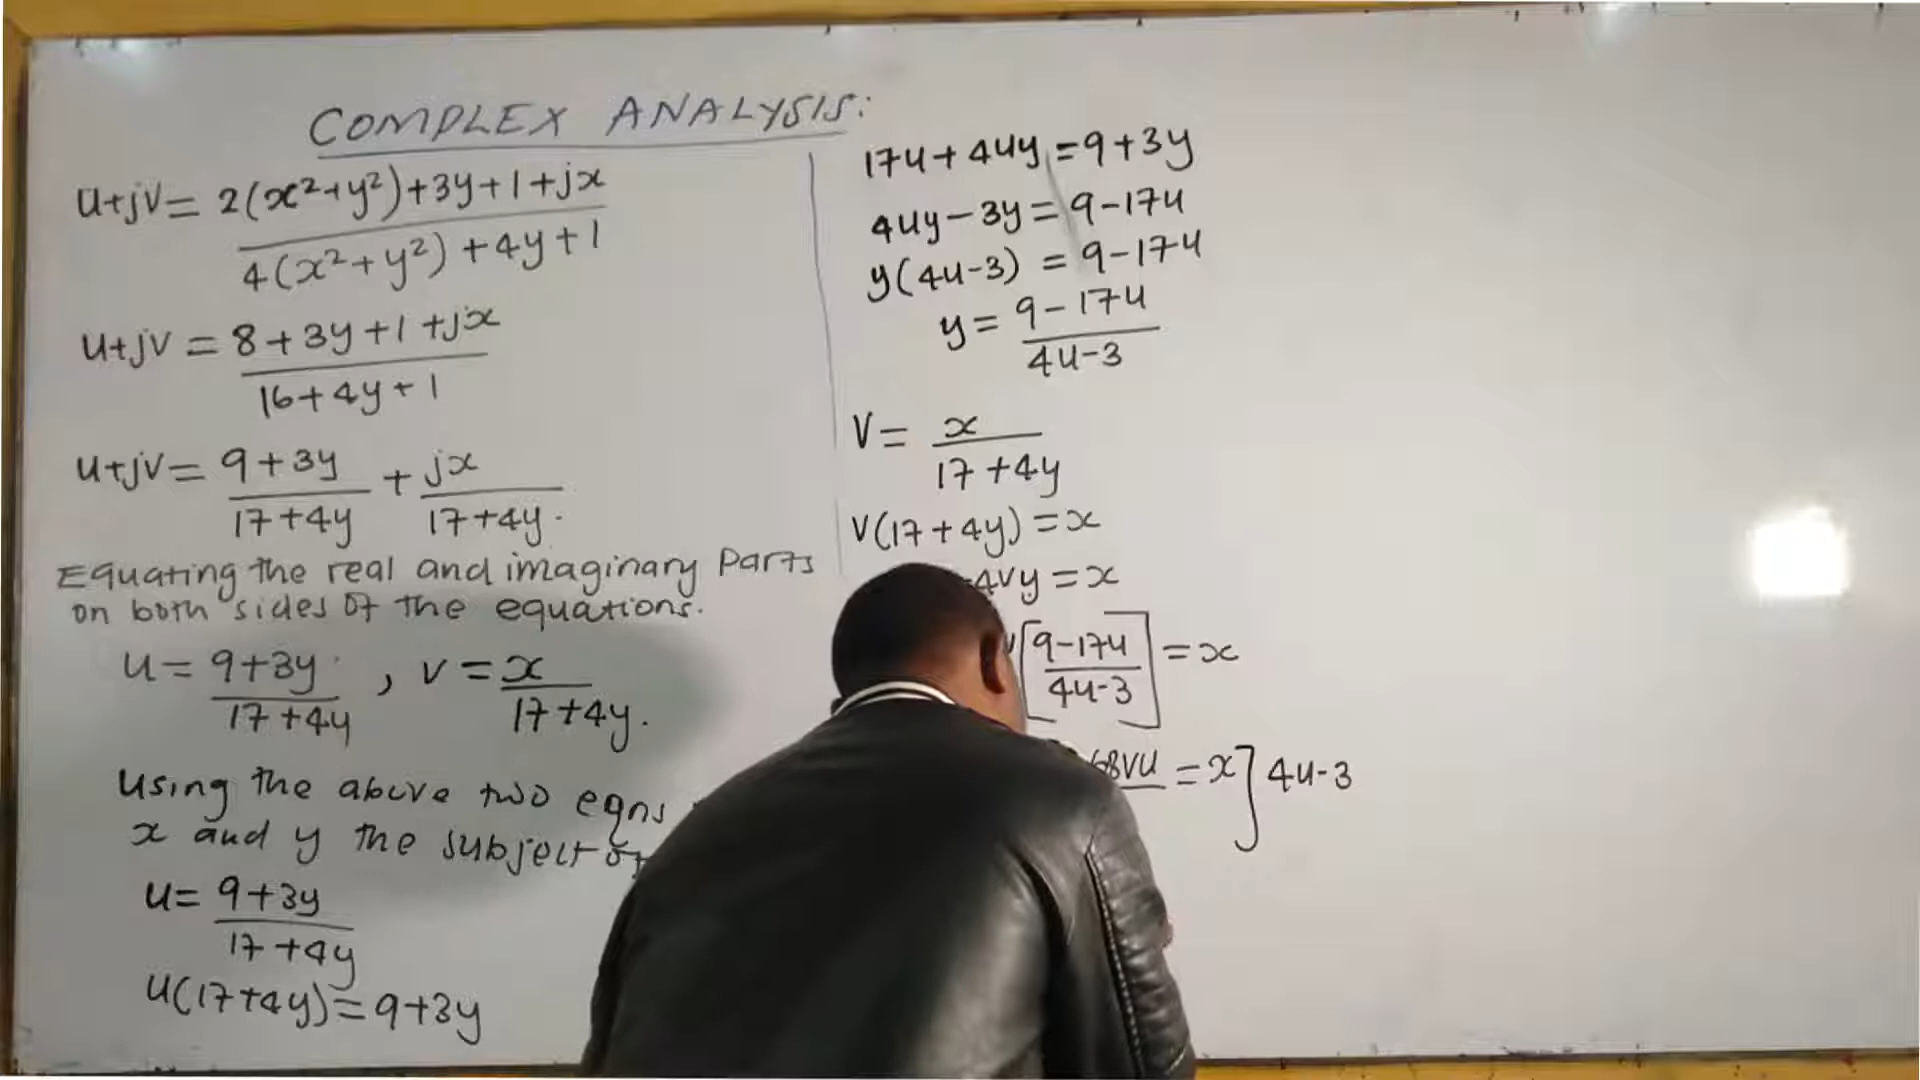 COMPLEX ANALYSIS:
u+jv = 2(x²+y²)+3y+1+jx
4(x²+y²)+4y+1
u+jv = 8+3y+1+jx
16+4y+1
u+jv = 9+3y + jx
17+4y 17+4y.
Equating the real and imaginary parts
on both sides of the equations.
u = 9+3y , v = x
17+4y 17+4y.
Using the above two eqns
x and y the subject of
u = 9+3y
17+4y
u(17+4y) = 9+3y
17u+4uy = 9+3y
4uy-3y = 9-17u
y(4u-3) = 9-17u
y = 9-17u
4u-3
V = x
17+4y
V(17+4y) = x
4vy = x
[9-17u = x
4u-3]
68vu = x] 4u-3